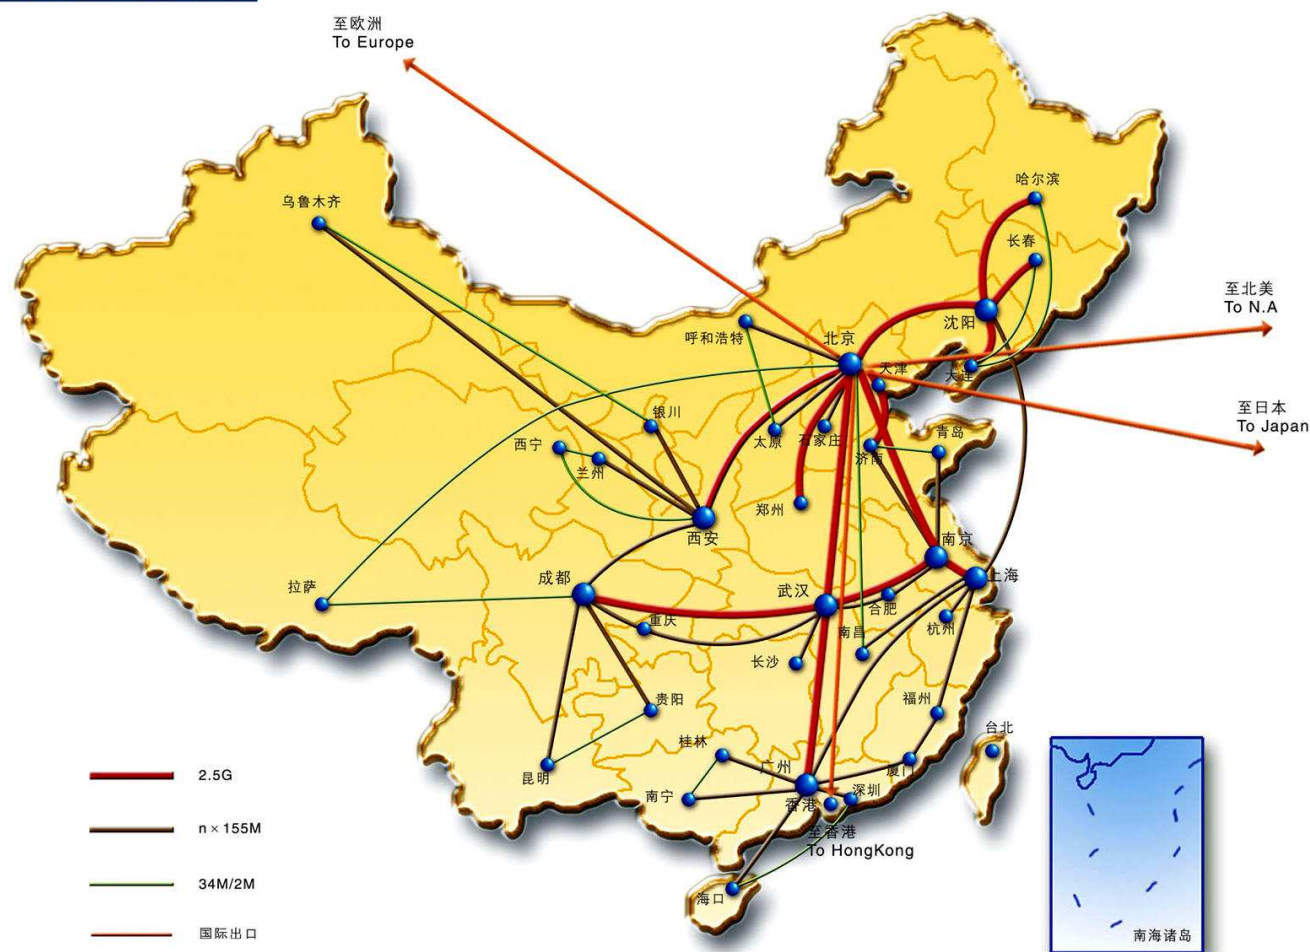 至欧洲
To Europe
哈尔滨
乌鲁木齐
长春
至北美
To N.A
沈阳
呼和浩特
北京
天津
大连
至日本
To Japan
银川
西宁
太原
石家庄
青岛
兰州
济南
郑州
西安
南京
成都
上海
拉萨
武汉
合肥
重庆
南昌
杭州
长沙
贵阳
福州
台北
桂林
广州
厦门
昆明
2.5G
南宁
深圳
香港
n×155M
至香港
To HongKong
34M/2M
海口
国际出口
南海诸岛